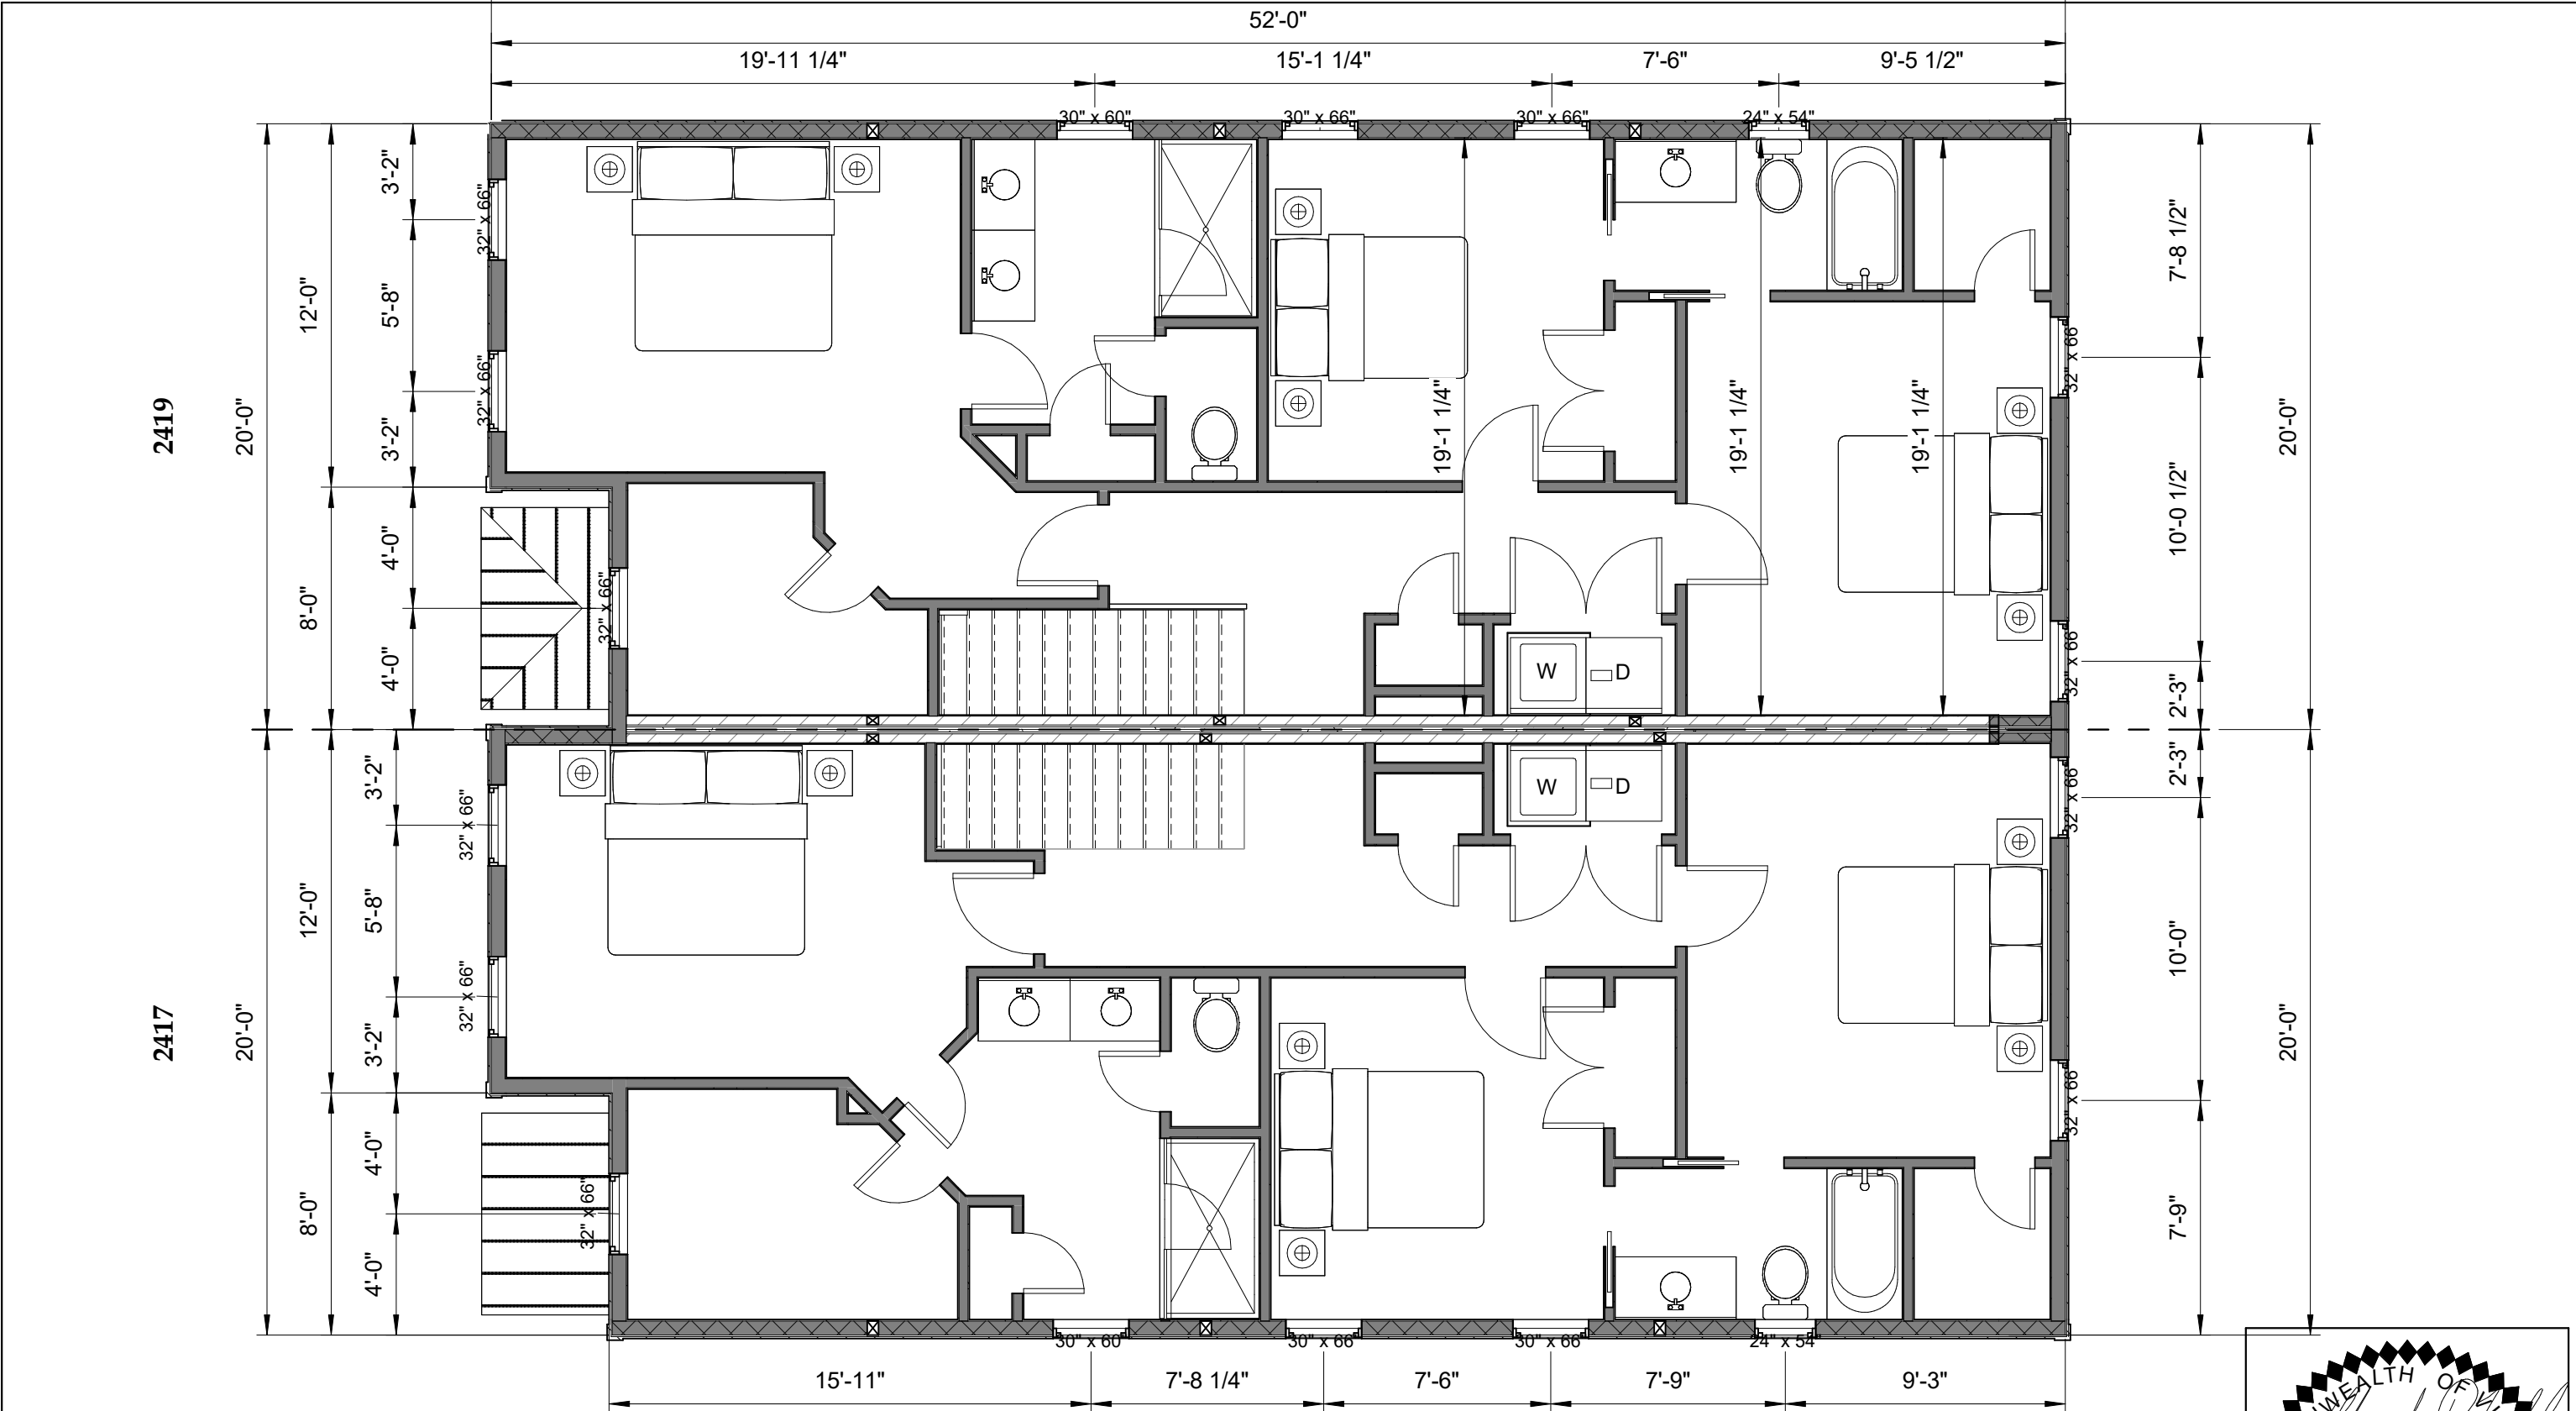 52'-0"
19'-11 1/4" 15'-1 1/4" 7'-6" 9'-5 1/2"
30" x 60" 30" x 66" 30" x 66" 24" x 54"
2419
20'-0"
12'-0"
8'-0"
3'-2"
5'-8"
3'-2"
4'-0"
4'-0"
32" x 66"
32" x 66"
32" x 66"
19'-1 1/4"
19'-1 1/4"
19'-1 1/4"
W D
32" x 66
32" x 66
7'-8 1/2"
10'-0 1/2"
2'-3"
20'-0"
2417
20'-0"
12'-0"
8'-0"
3'-2"
5'-8"
3'-2"
4'-0"
4'-0"
32" x 66"
32" x 66"
32" x 66"
W D
32" x 66
32" x 66
2'-3"
10'-0"
7'-9"
20'-0"
30" x 60" 30" x 66" 30" x 66" 24" x 54"
15'-11" 7'-8 1/4" 7'-6" 7'-9" 9'-3"
WEALTH OF